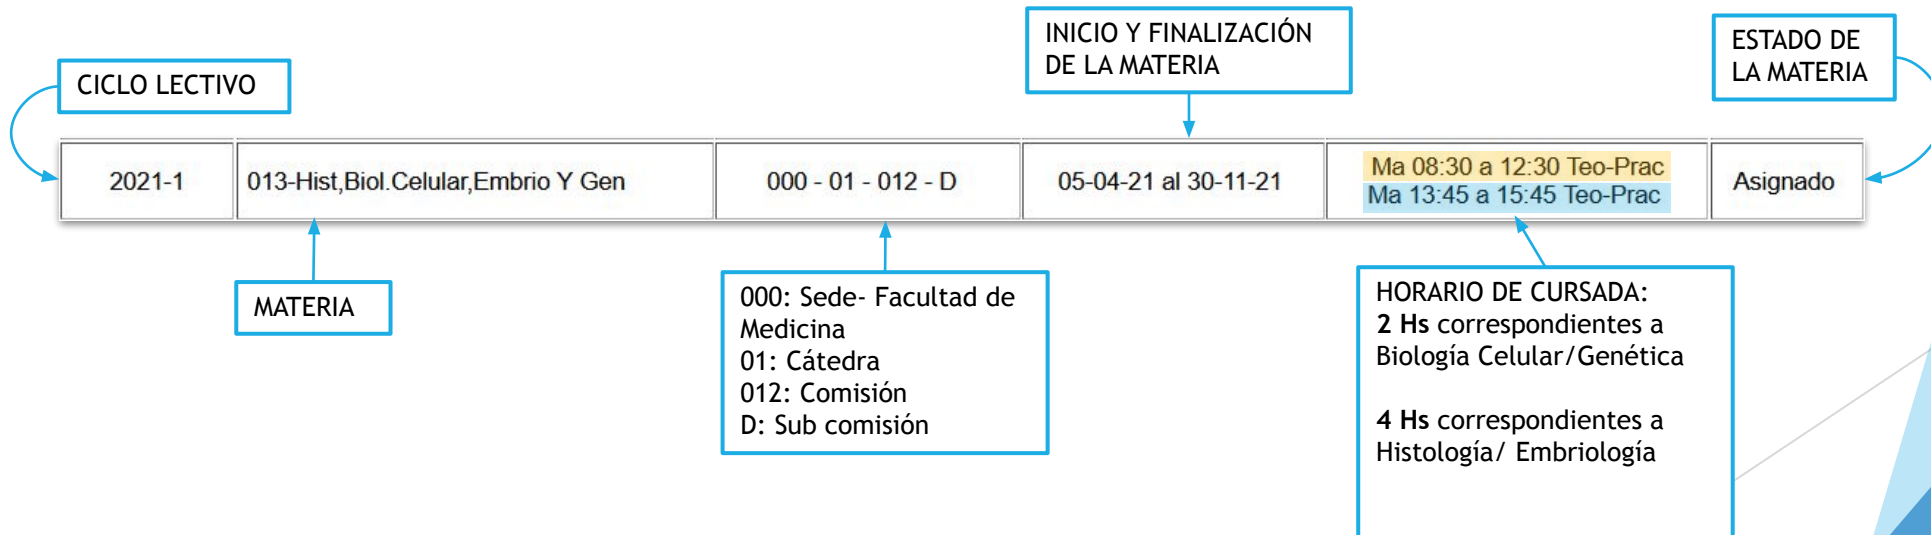 INICIO Y FINALIZACIÓN
DE LA MATERIA
ESTADO DE
LA MATERIA
CICLO LECTIVO
2021-1
013-Hist,Biol.Celular,Embrio Y Gen
000 - 01 - 012 - D
05-04-21 al 30-11-21
Ma 08:30 a 12:30 Teo-Prac
Ma 13:45 a 15:45 Teo-Prac
Asignado
MATERIA
000: Sede- Facultad de
Medicina
01: Cátedra
012: Comisión
D: Sub comisión
HORARIO DE CURSADA:
2 Hs correspondientes a
Biología Celular/Genética
4 Hs correspondientes a
Histología/ Embriología